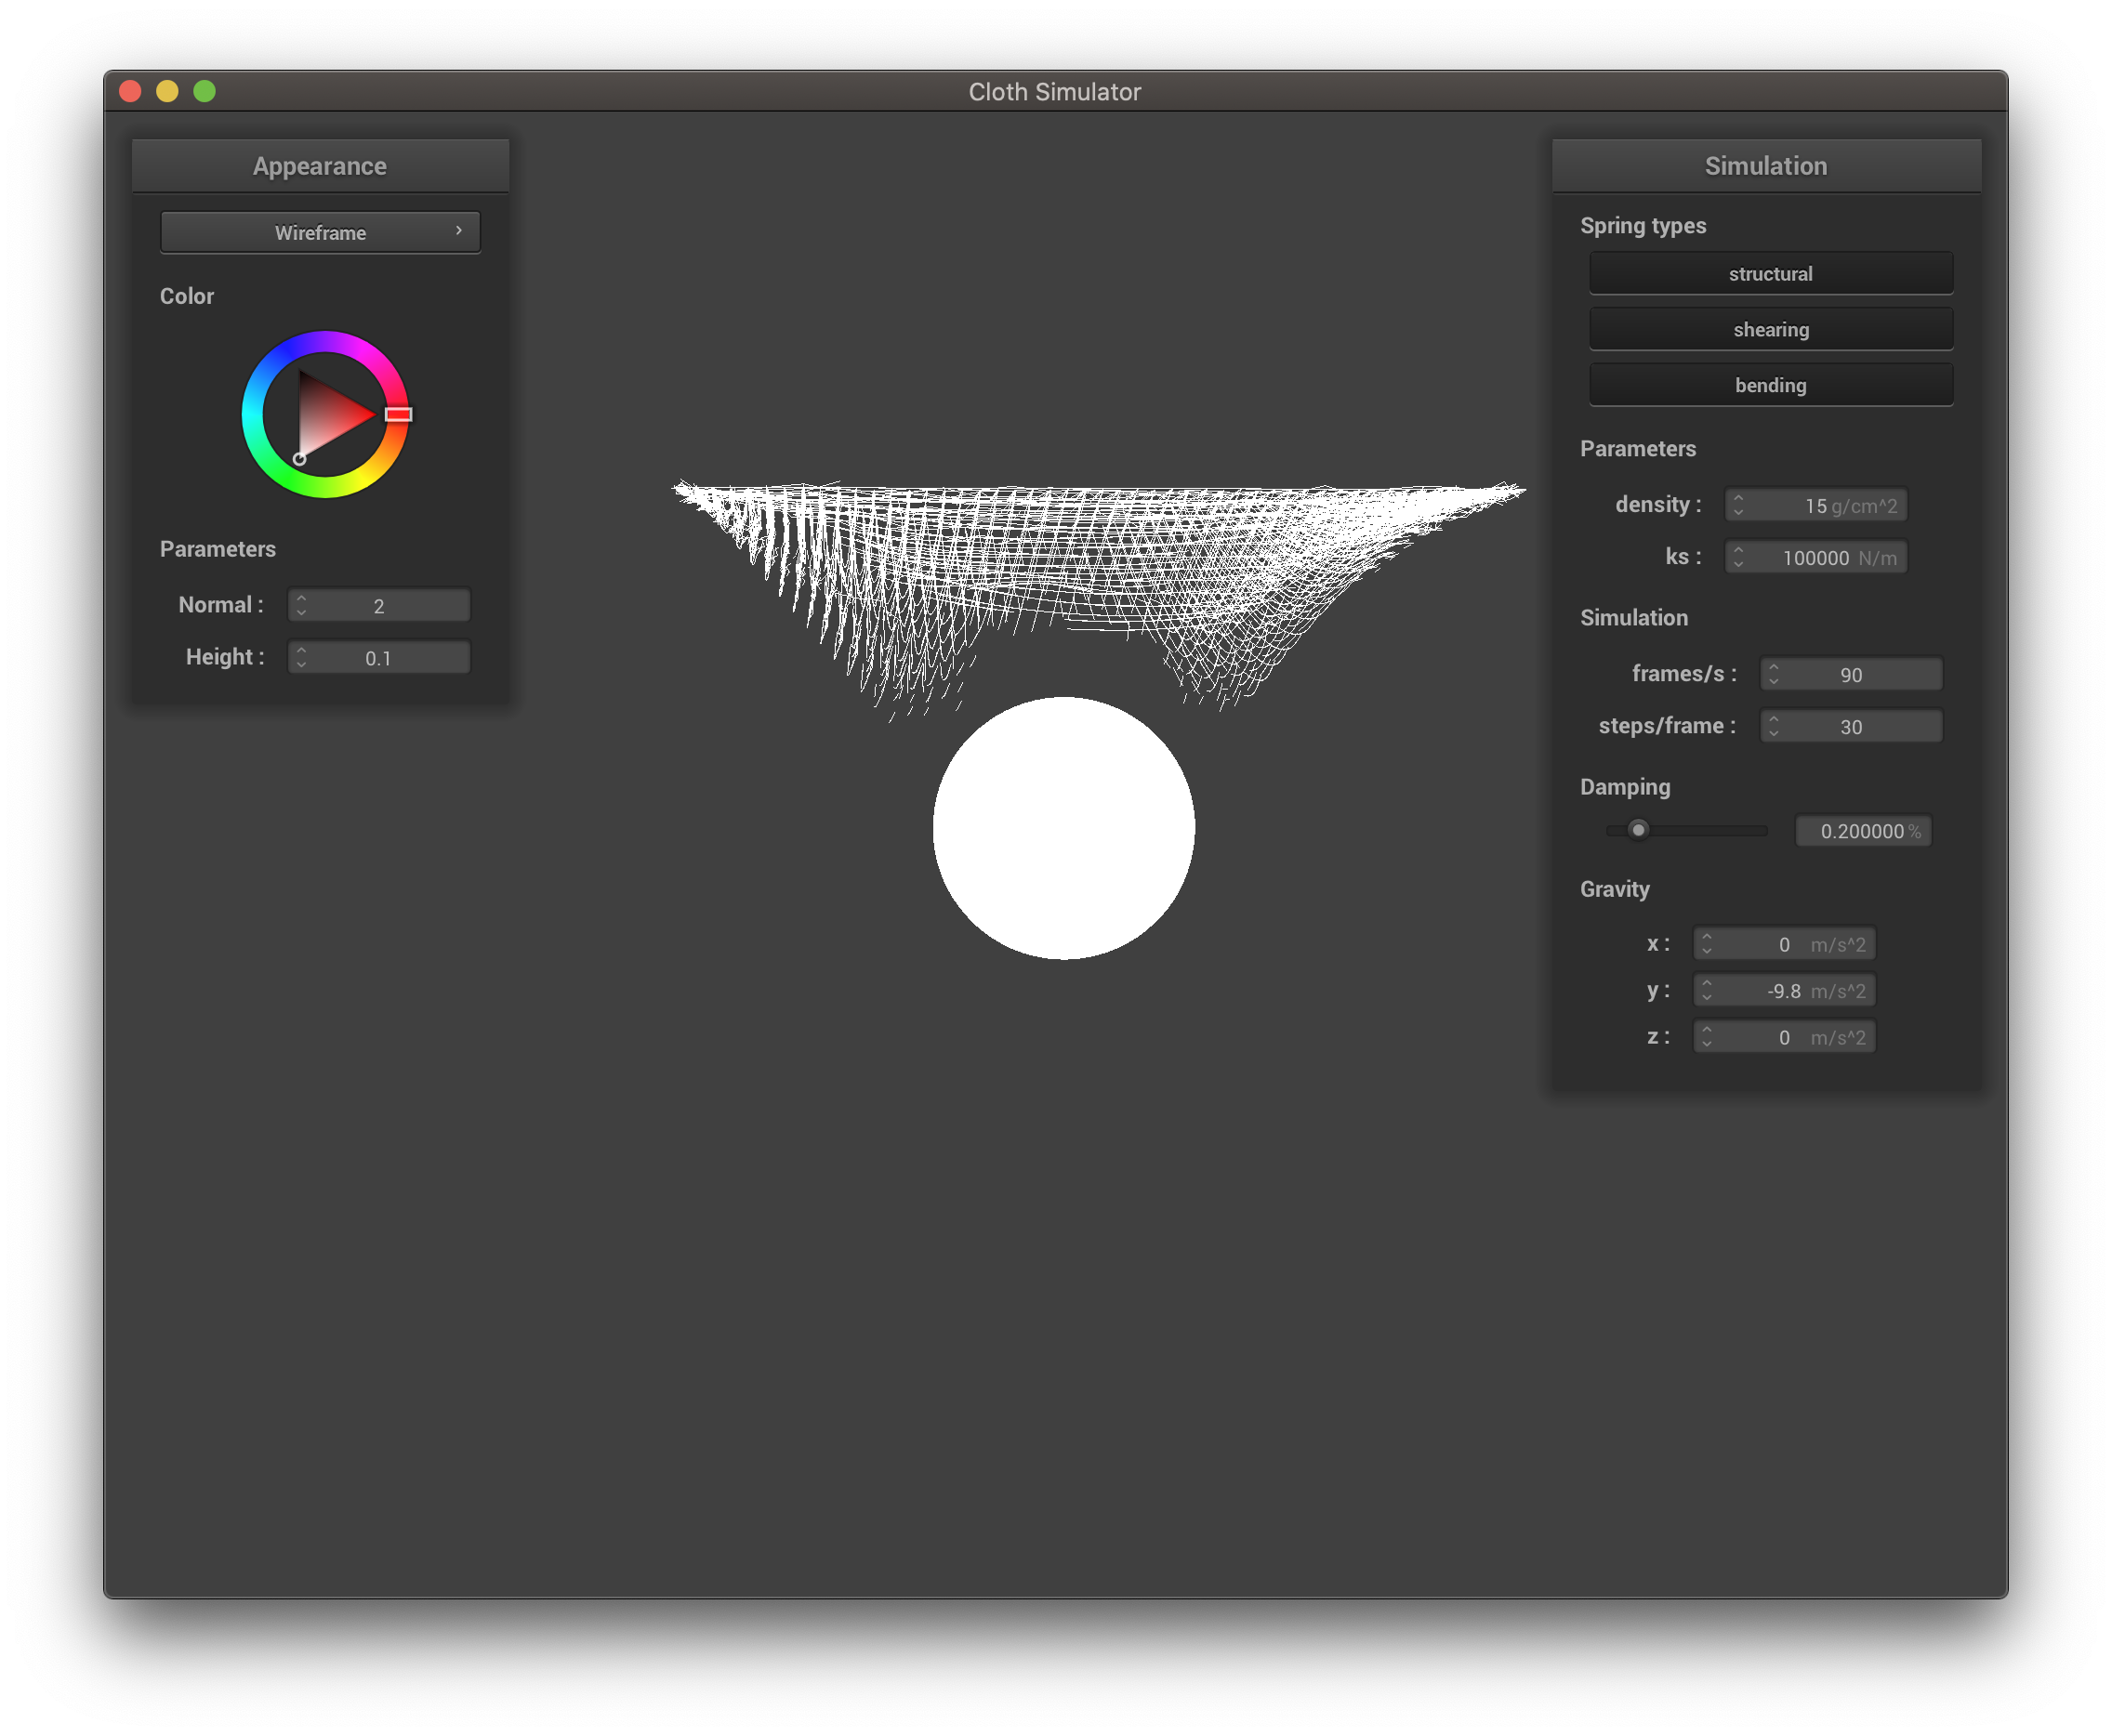 Cloth Simulator
Appearance
Wireframe
Color
Parameters
Normal : 2
Height : 0.1
Simulation
Spring types
structural
shearing
bending
Parameters
density : 15 g/cm^2
ks : 100000 N/m
Simulation
frames/s : 90
steps/frame : 30
Damping
0.200000 %
Gravity
x : 0 m/s^2
y : -9.8 m/s^2
z : 0 m/s^2